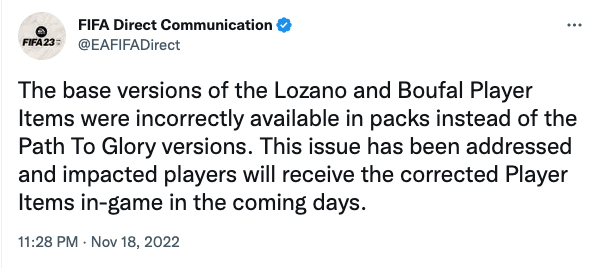 FIFA Direct Communication
@EAFIFADirect
FIFA 23
The base versions of the Lozano and Boufal Player
Items were incorrectly available in packs instead of the
Path To Glory versions. This issue has been addressed
and impacted players will receive the corrected Player
Items in-game in the coming days.
11:28 PM · Nov 18, 2022